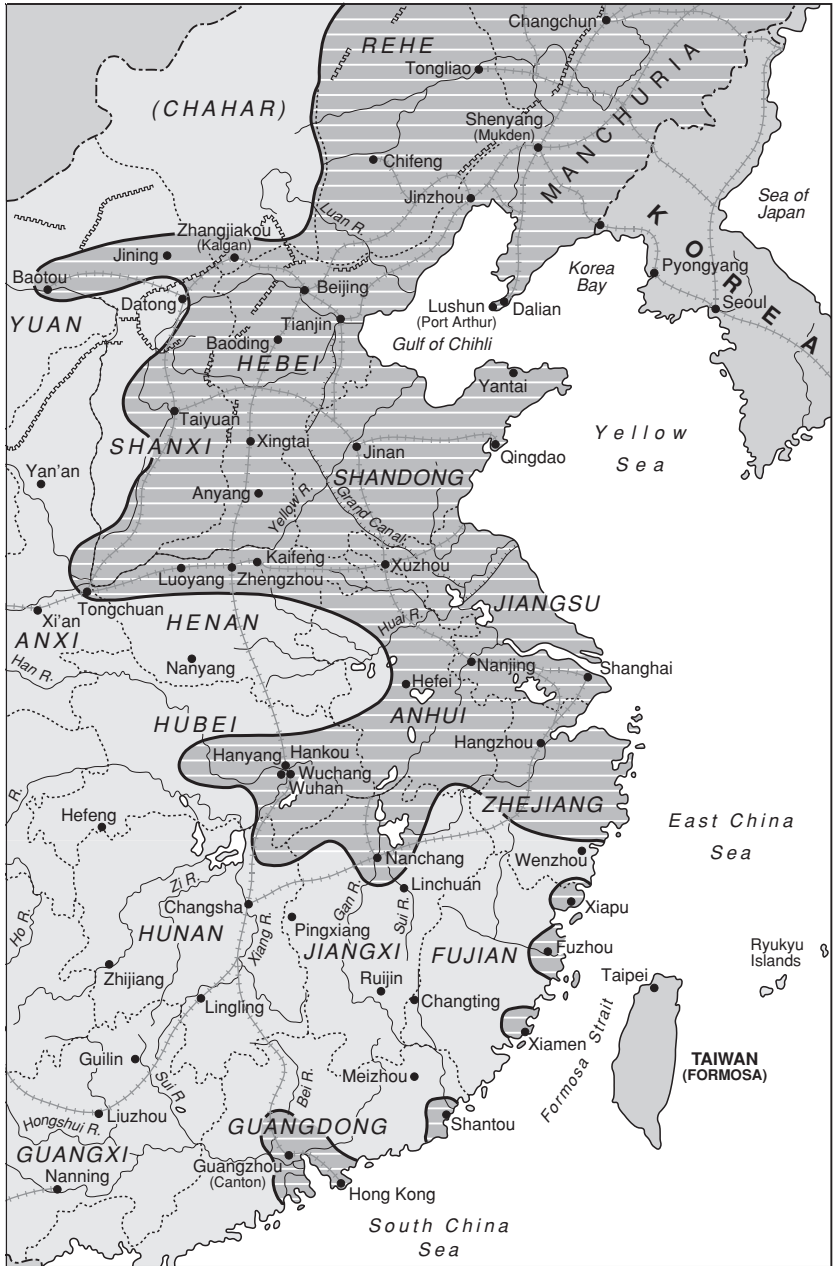 Changchun
REHE
Tongliao
MANCHURIA
(CHAHAR)
Shenyang
(Mukden)
Chifeng
Jinzhou
Sea of
Japan
Luan R.
KOREA
Zhangjiakou
(Kalgan)
Jining
Baotou
Beijing
Korea
Bay
Pyongyang
Datong
Lushun
(Port Arthur)
Dalian
Seoul
YUAN
Tianjin
Baoding
Gulf of Chihli
HEBEI
Yantai
Taiyuan
SHANXI
Xingtai
Jinan
Qingdao
Yellow
Sea
Yan'an
SHANDONG
Anyang
Yellow R.
Grand Canal
Kaifeng
Xuzhou
Luoyang
Zhengzhou
Tongchuan
JIANGSU
Xi'an
HENAN
Huai R.
ANXI
Han R.
Nanyang
Nanjing
Shanghai
Hefei
HUBEI
ANHUI
Hangzhou
Hanyang
Hankou
Wuchang
Wuhan
R.
Hefeng
ZHEJIANG
East China
Sea
Nanchang
Wenzhou
Zi R.
Linchuan
Changsha
Gan R.
Sui R.
Xiapu
Ho R.
HUNAN
Xiang R.
Pingxiang
JIANGXI
FUJIAN
Fuzhou
Ryukyu
Islands
Zhijiang
Ruijin
Taipei
Lingling
Changting
Xiamen
Formosa Strait
Guilin
Sui R.
Bei R.
Meizhou
TAIWAN
(FORMOSA)
Hongshui R.
Liuzhou
GUANGDONG
Shantou
GUANGXI
Guangzhou
(Canton)
Nanning
Hong Kong
South China
Sea